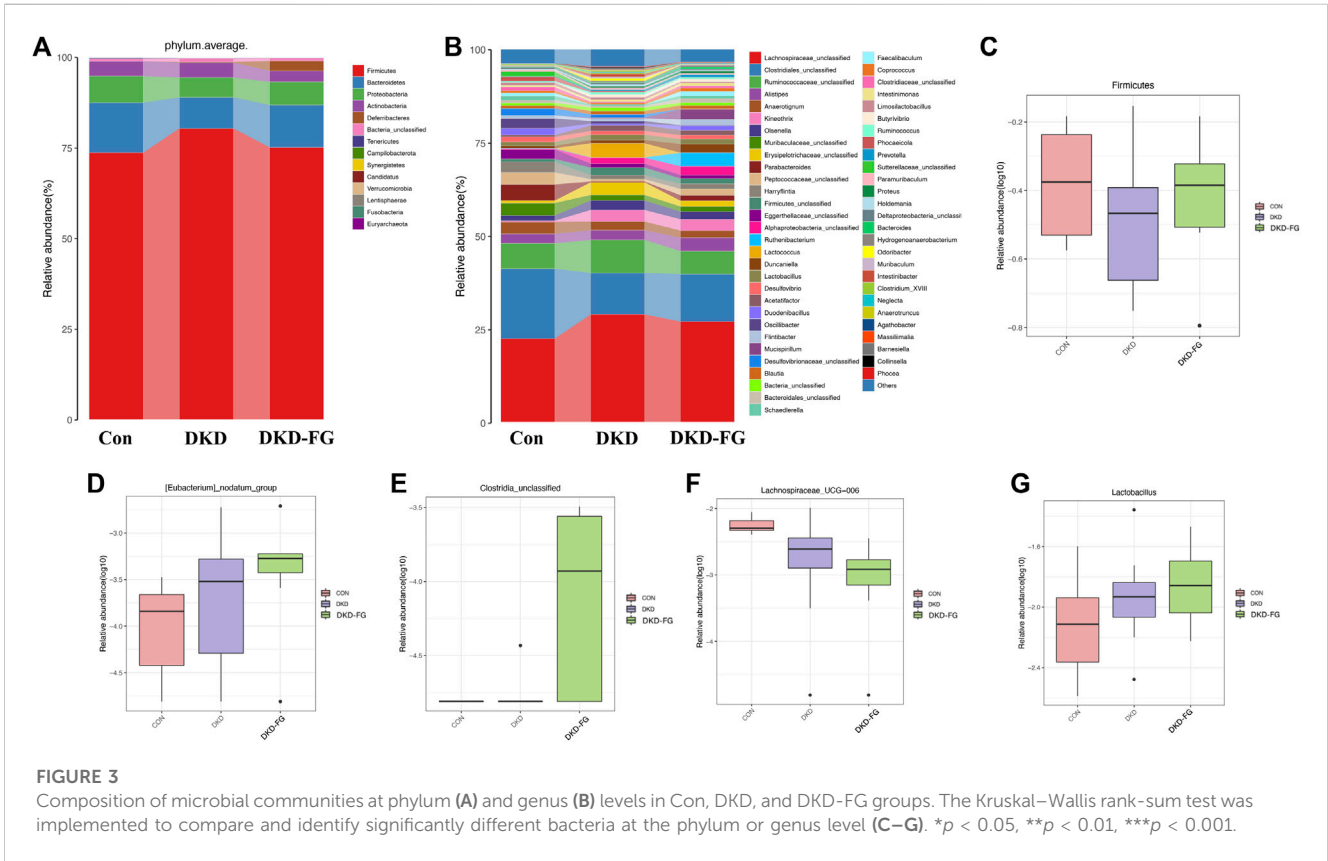 A
phylum.average.
Relative abundance(%)
100
75
50
25
0
Con
DKD
DKD-FG
Firmicutes
Bacteroidetes
Proteobacteria
Actinobacteria
Deferribacteres
Bacteria_unclassified
Tenericutes
Campilobacterota
Synergistetes
Candidatus
Verrucomicrobia
Lentisphaerae
Fusobacteria
Euryarchaeota
B
Relative abundance(%)
100
75
50
25
0
Con
DKD
DKD-FG
Lachnospiraceae_unclassified
Clostridiales_unclassified
Ruminococcaceae_unclassified
Alistipes
Anaerotignum
Kineothrix
Olsenella
Muribaculaceae_unclassified
Erysipelotrichaceae_unclassified
Parabacteroides
Peptococcaceae_unclassified
Harryflintia
Firmicutes_unclassified
Eggerthellaceae_unclassified
Alphaproteobacteria_unclassified
Ruthenibacterium
Lactococcus
Duncaniella
Lactobacillus
Desulfovibrio
Acetatifactor
Duodenibacillus
Oscillibacter
Flintibacter
Mucispirillum
Desulfovibrionaceae_unclassified
Blautia
Bacteria_unclassified
Bacteroidales_unclassified
Schaedlerella
Faecalibaculum
Coprococcus
Clostridiaceae_unclassified
Intestinimonas
Limosilactobacillus
Butyrivibrio
Ruminococcus
Phocaeicola
Prevotella
Sutterellaceae_unclassified
Paramuribaculum
Proteus
Holdemania
Deltaproteobacteria_unclassi
Bacteroides
Hydrogenoanaerobacterium
Odoribacter
Muribaculum
Intestinibacter
Clostridium_XVIII
Neglecta
Anaerotruncus
Agathobacter
Massiliimalia
Barnesiella
Collinsella
Phocea
Others
C
Firmicutes
Relative abundance(log10)
−0.2
−0.4
−0.6
−0.8
CON
DKD
DKD-FG
CON
DKD
DKD-FG
D
[Eubacterium]_nodatum_group
Relative abundance(log10)
−3.0
−3.5
−4.0
−4.5
CON
DKD
DKD-FG
CON
DKD
DKD-FG
E
Clostridia_unclassified
Relative abundance(log10)
−3.5
−4.0
−4.5
CON
DKD
DKD-FG
CON
DKD
DKD-FG
F
Lachnospiraceae_UCG−006
Relative abundance(log10)
−2
−3
−4
CON
DKD
DKD-FG
CON
DKD
DKD-FG
G
Lactobacillus
Relative abundance(log10)
−1.6
−2.0
−2.4
CON
DKD
DKD-FG
CON
DKD
DKD-FG
FIGURE 3
Composition of microbial communities at phylum (A) and genus (B) levels in Con, DKD, and DKD-FG groups. The Kruskal–Wallis rank-sum test was
implemented to compare and identify significantly different bacteria at the phylum or genus level (C–G). *p < 0.05, **p < 0.01, ***p < 0.001.